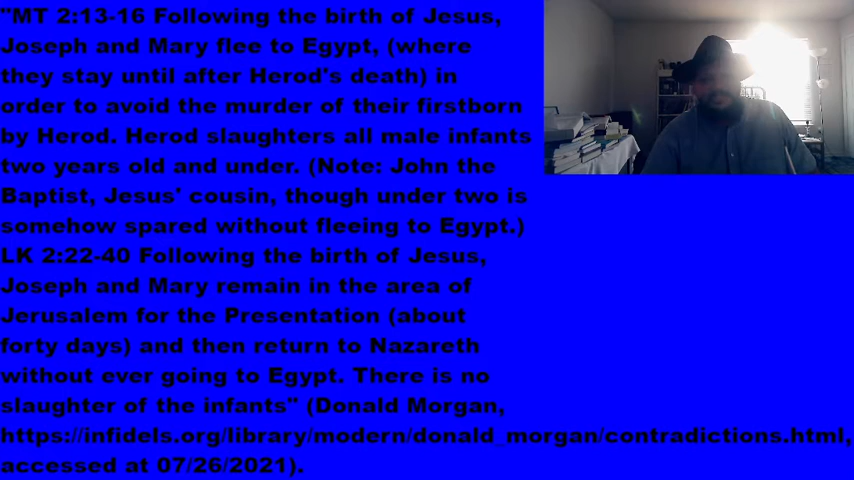 "MT 2:13-16 Following the birth of Jesus,
Joseph and Mary flee to Egypt, (where
they stay until after Herod's death) in
order to avoid the murder of their firstborn
by Herod. Herod slaughters all male infants
two years old and under. (Note: John the
Baptist, Jesus' cousin, though under two is
somehow spared without fleeing to Egypt.)
LK 2:22-40 Following the birth of Jesus,
Joseph and Mary remain in the area of
Jerusalem for the Presentation (about
forty days) and then return to Nazareth
without ever going to Egypt. There is no
slaughter of the infants" (Donald Morgan,
https://infidels.org/library/modern/donald_morgan/contradictions.html,
accessed at 07/26/2021).